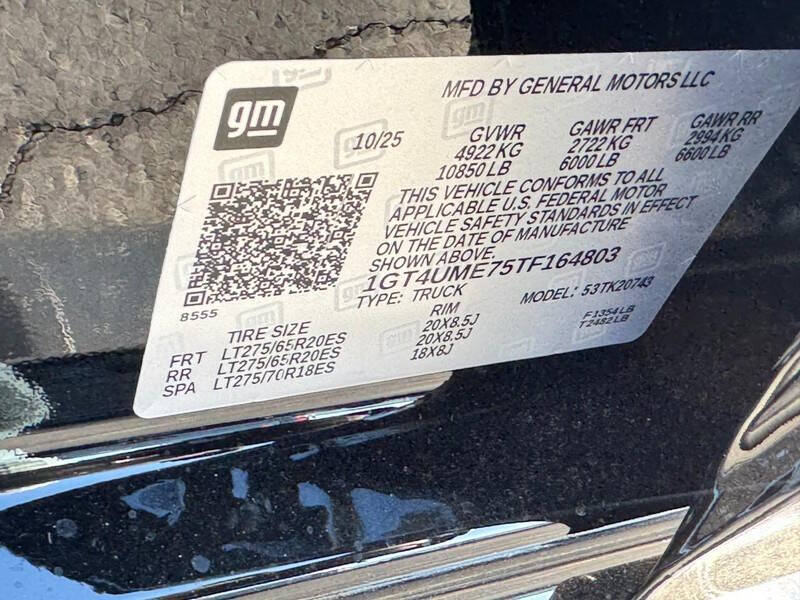 gm
MFD BY GENERAL MOTORS LLC
10/25
GVWR GAWR FRT GAWR RR
4922 KG 2722 KG 2994 KG
10850 LB 6000 LB 6600 LB
THIS VEHICLE CONFORMS TO ALL
APPLICABLE U.S. FEDERAL MOTOR
VEHICLE SAFETY STANDARDS IN EFFECT
ON THE DATE OF MANUFACTURE
SHOWN ABOVE.
1GT4UME75TF164803
TYPE: TRUCK MODEL: 53TK20743
8555
TIRE SIZE RIM
FRT LT275/65R20ES 20X8.5J
RR LT275/65R20ES 20X8.5J
SPA LT275/70R18ES 18X8J
F1354LB
T2482LB